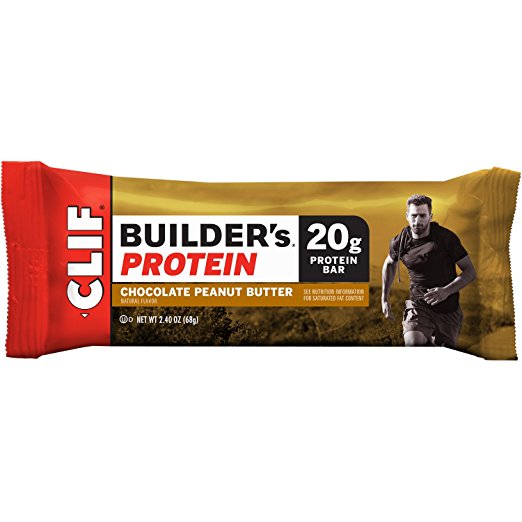 CLIF
BUILDER's®
PROTEIN
20g
PROTEIN
BAR
CHOCOLATE PEANUT BUTTER
NATURAL FLAVOR
SEE NUTRITION INFORMATION
FOR SATURATED FAT CONTENT
U D NET WT 2.40 OZ (68g)